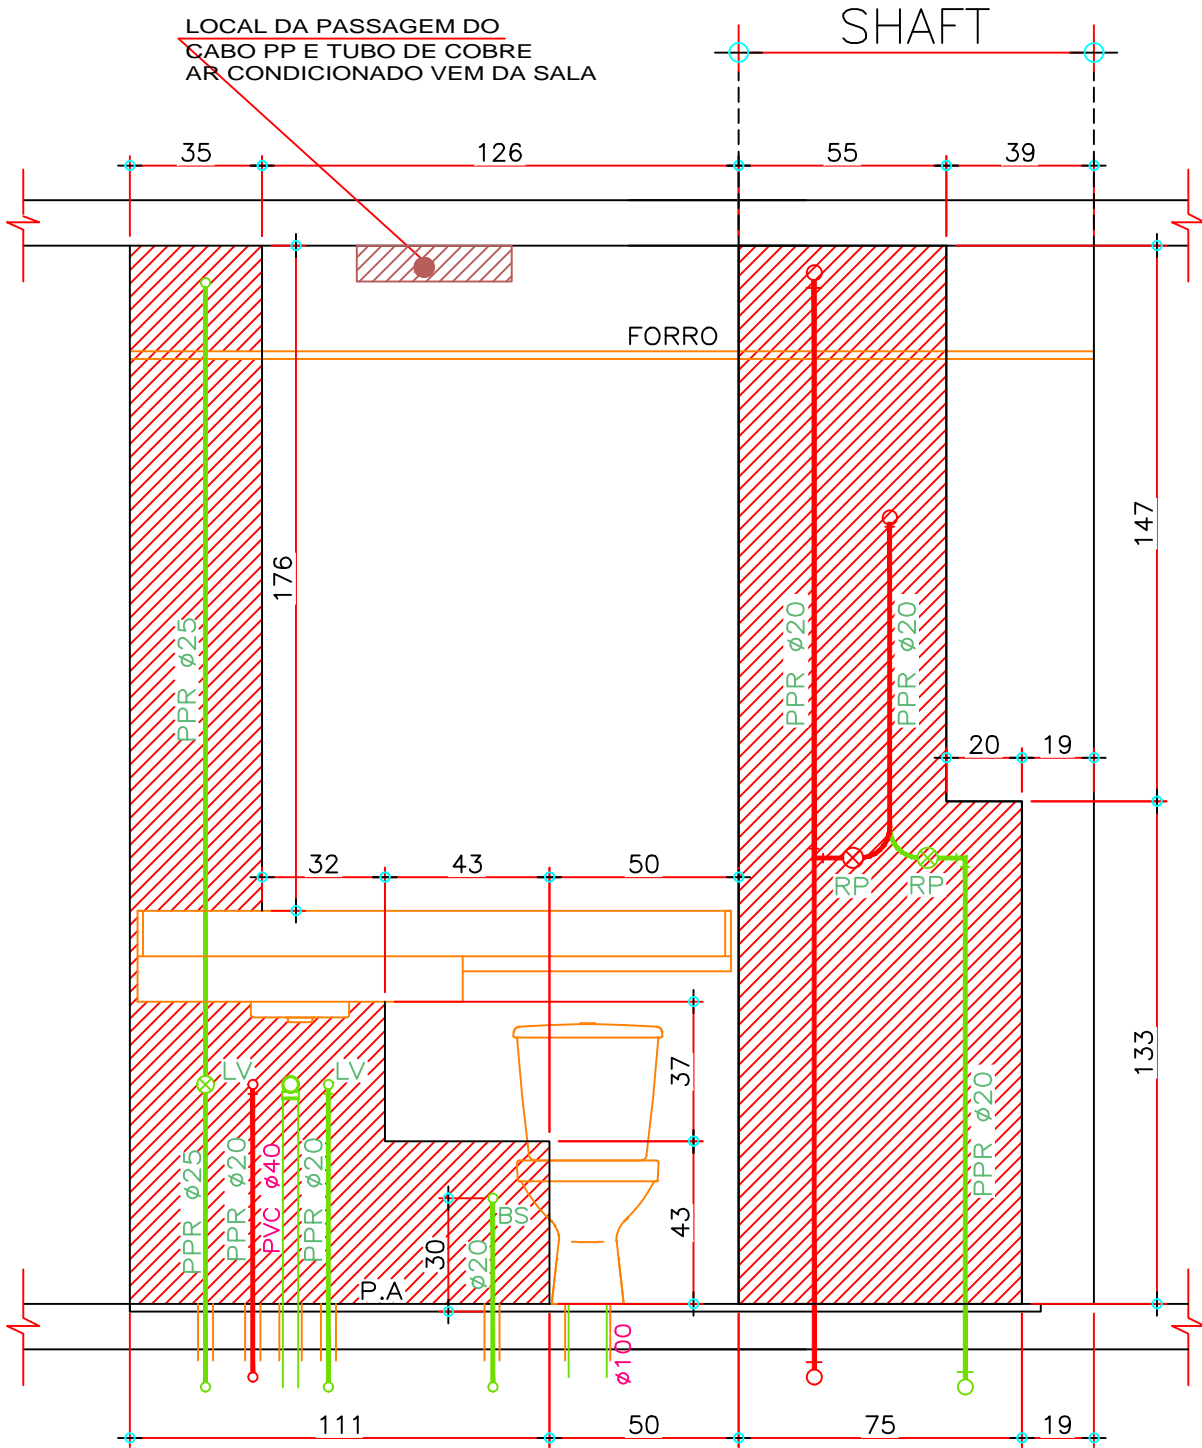 LOCAL DA PASSAGEM DO
CABO PP E TUBO DE COBRE
AR CONDICIONADO VEM DA SALA
SHAFT
35
126
55
39
FORRO
176
147
PPR ø25
PPR ø20
PPR ø20
20
19
32
43
50
RP
RP
37
133
LV
LV
PPR ø25
PPR ø20
PVC ø40
PPR ø20
PPR ø20
BS
30
ø20
43
P.A
ø100
111
50
75
19